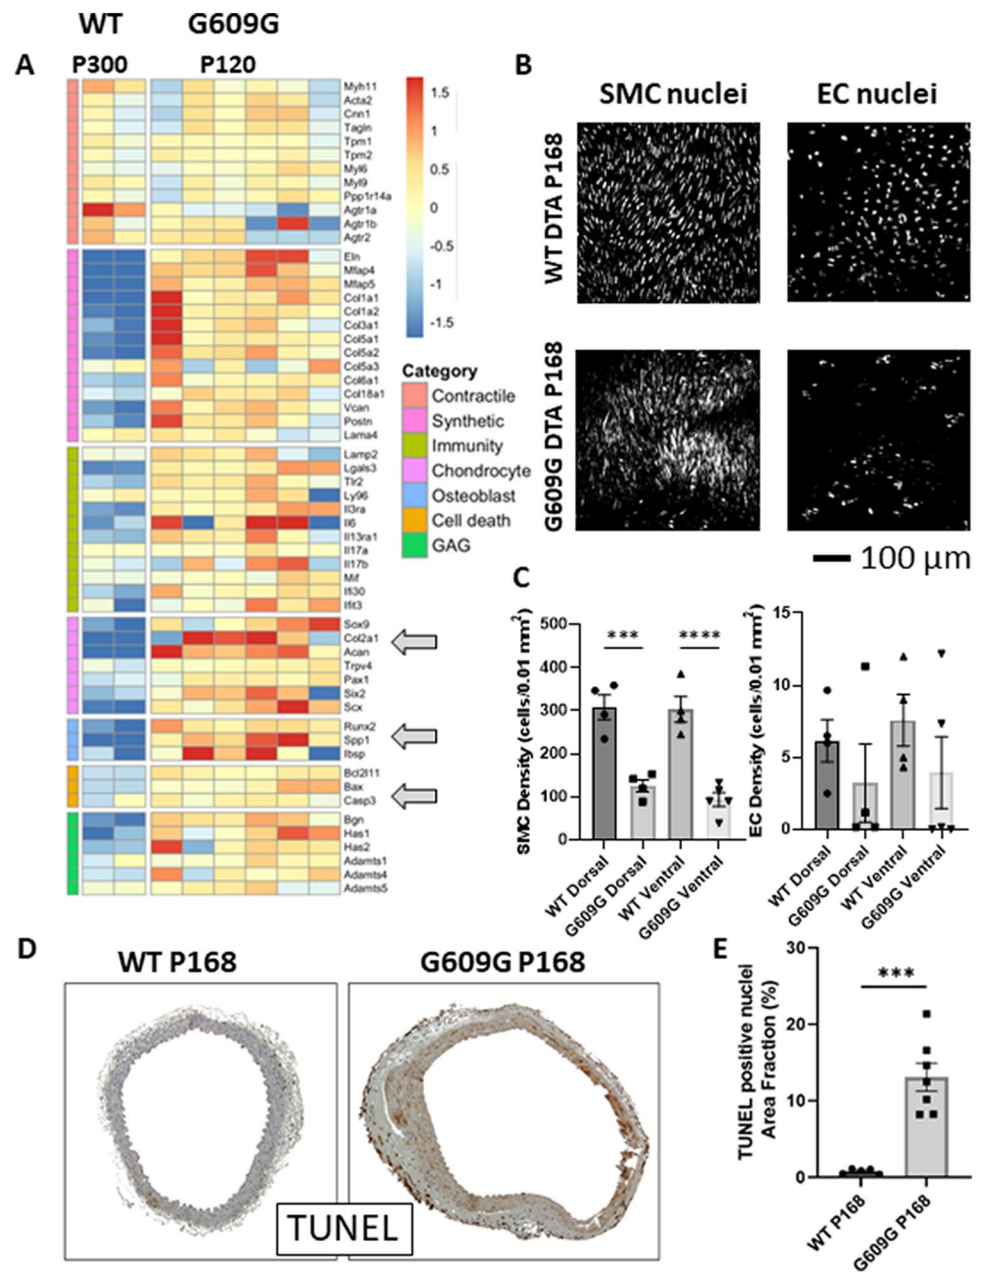 WT G609G
A P300 P120
Myh11
Acta2
Cnn1
Tagln
Tpm1
Tpm2
Myl6
Myl9
Ppp1r14a
Agtr1a
Agtr1b
Agtr2
Eln
Mfap4
Mfap5
Col1a1
Col1a2
Col3a1
Col5a1
Col5a2
Col5a3
Col6a1
Col18a1
Vcan
Postn
Lama4
Lamp2
Lgals3
Tlr2
Ly96
Il3ra
Il6
Il13ra1
Il17a
Il17b
Mif
Ifi30
Ifit3
Sox9
Col2a1
Acan
Trpv4
Pax1
Six2
Scx
Runx2
Spp1
Ibsp
Bcl2l11
Bax
Casp3
Bgn
Has1
Has2
Adamts1
Adamts4
Adamts5
1.5
1
0.5
0
-0.5
-1
-1.5
Category
Contractile
Synthetic
Immunity
Chondrocyte
Osteoblast
Cell death
GAG
B
SMC nuclei EC nuclei
WT DTA P168
G609G DTA P168
100 µm
C
SMC Density (cells/0.01 mm²)
500
400
300
200
100
0
*** ****
WT Dorsal
G609G Dorsal
WT Ventral
G609G Ventral
EC Density (cells/0.01 mm²)
15
10
5
0
WT Dorsal
G609G Dorsal
WT Ventral
G609G Ventral
D
WT P168 G609G P168
TUNEL
E
TUNEL positive nuclei
Area Fraction (%)
30
20
10
0
***
WT P168
G609G P168